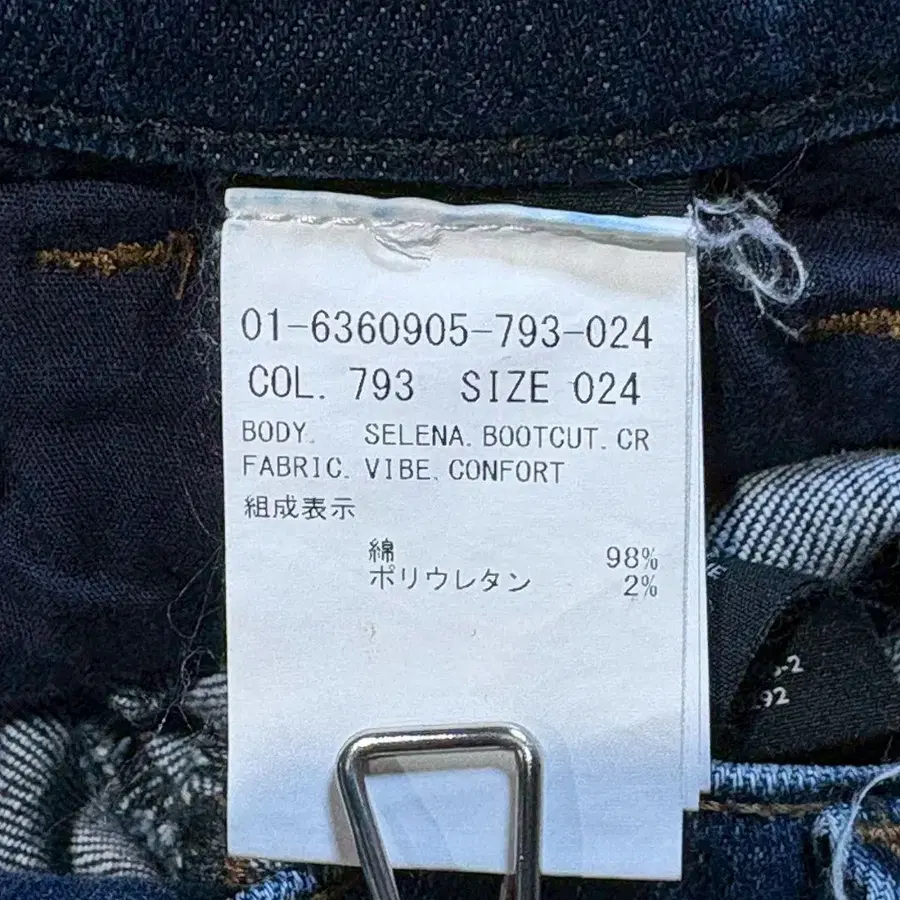 01-6360905-793-024
COL. 793 SIZE 024
BODY. SELENA.BOOTCUT.CR
FABRIC.VIBE.CONFORT
組成表示
綿 98%
ポリウレタン 2%